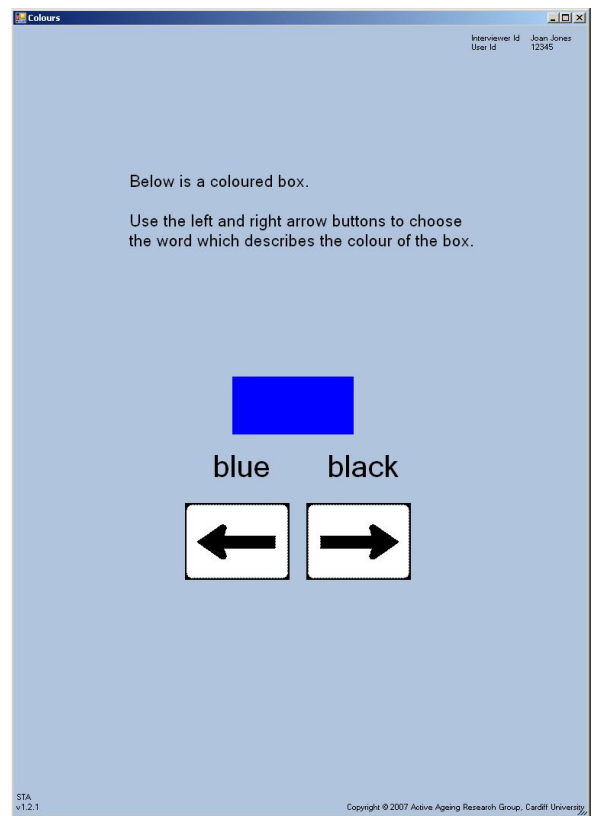 Colours
Interviewer Id Joan Jones
User Id 12345
Below is a coloured box.
Use the left and right arrow buttons to choose
the word which describes the colour of the box.
blue black
STA
v1.2.1
Copyright © 2007 Active Ageing Research Group, Cardiff University